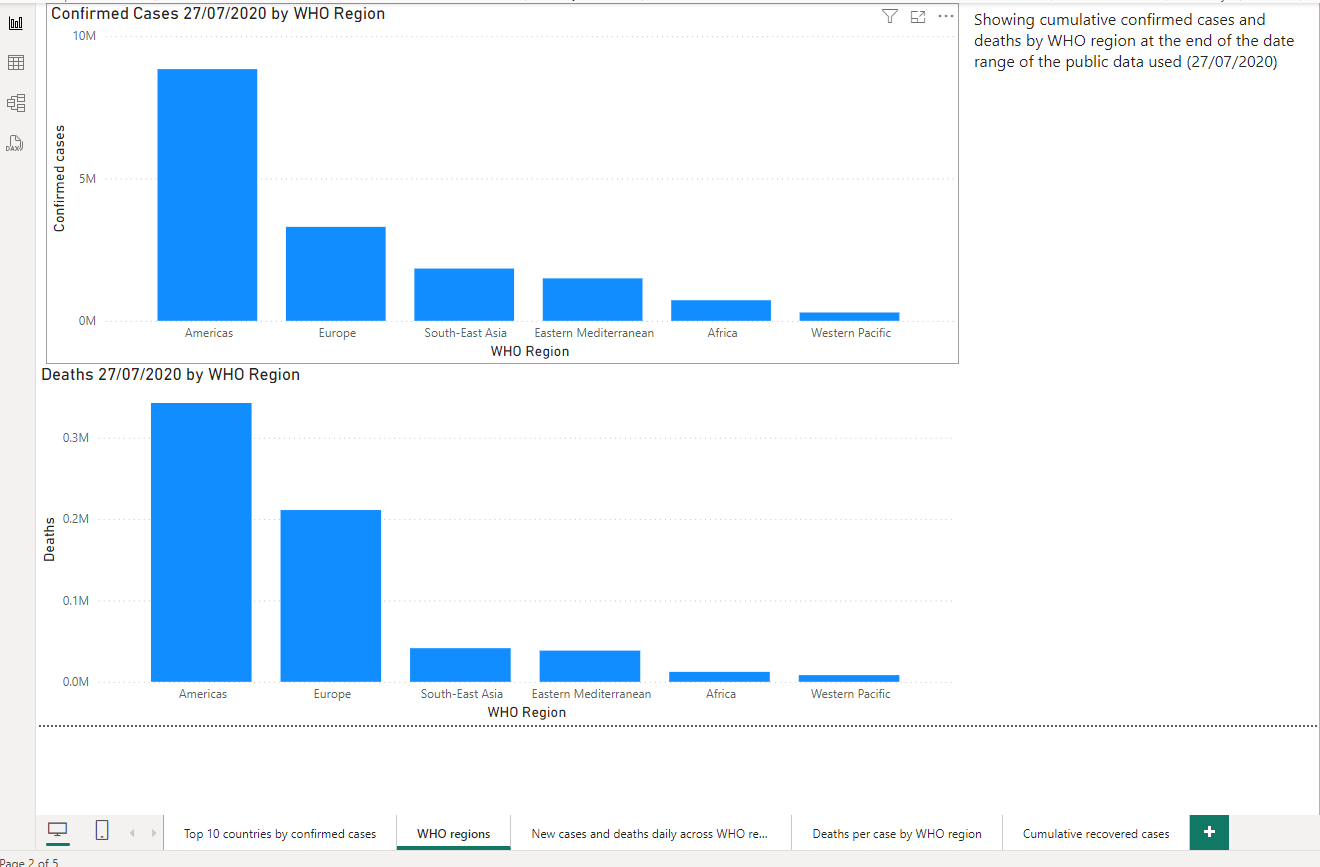 Confirmed Cases 27/07/2020 by WHO Region
10M
5M
0M
Confirmed cases
Americas
Europe
South-East Asia
Eastern Mediterranean
Africa
Western Pacific
WHO Region
Showing cumulative confirmed cases and
deaths by WHO region at the end of the date
range of the public data used (27/07/2020)
Deaths 27/07/2020 by WHO Region
0.3M
0.2M
0.1M
0.0M
Deaths
Americas
Europe
South-East Asia
Eastern Mediterranean
Africa
Western Pacific
WHO Region
DAX
Top 10 countries by confirmed cases
WHO regions
New cases and deaths daily across WHO re...
Deaths per case by WHO region
Cumulative recovered cases
+
Page 2 of 5